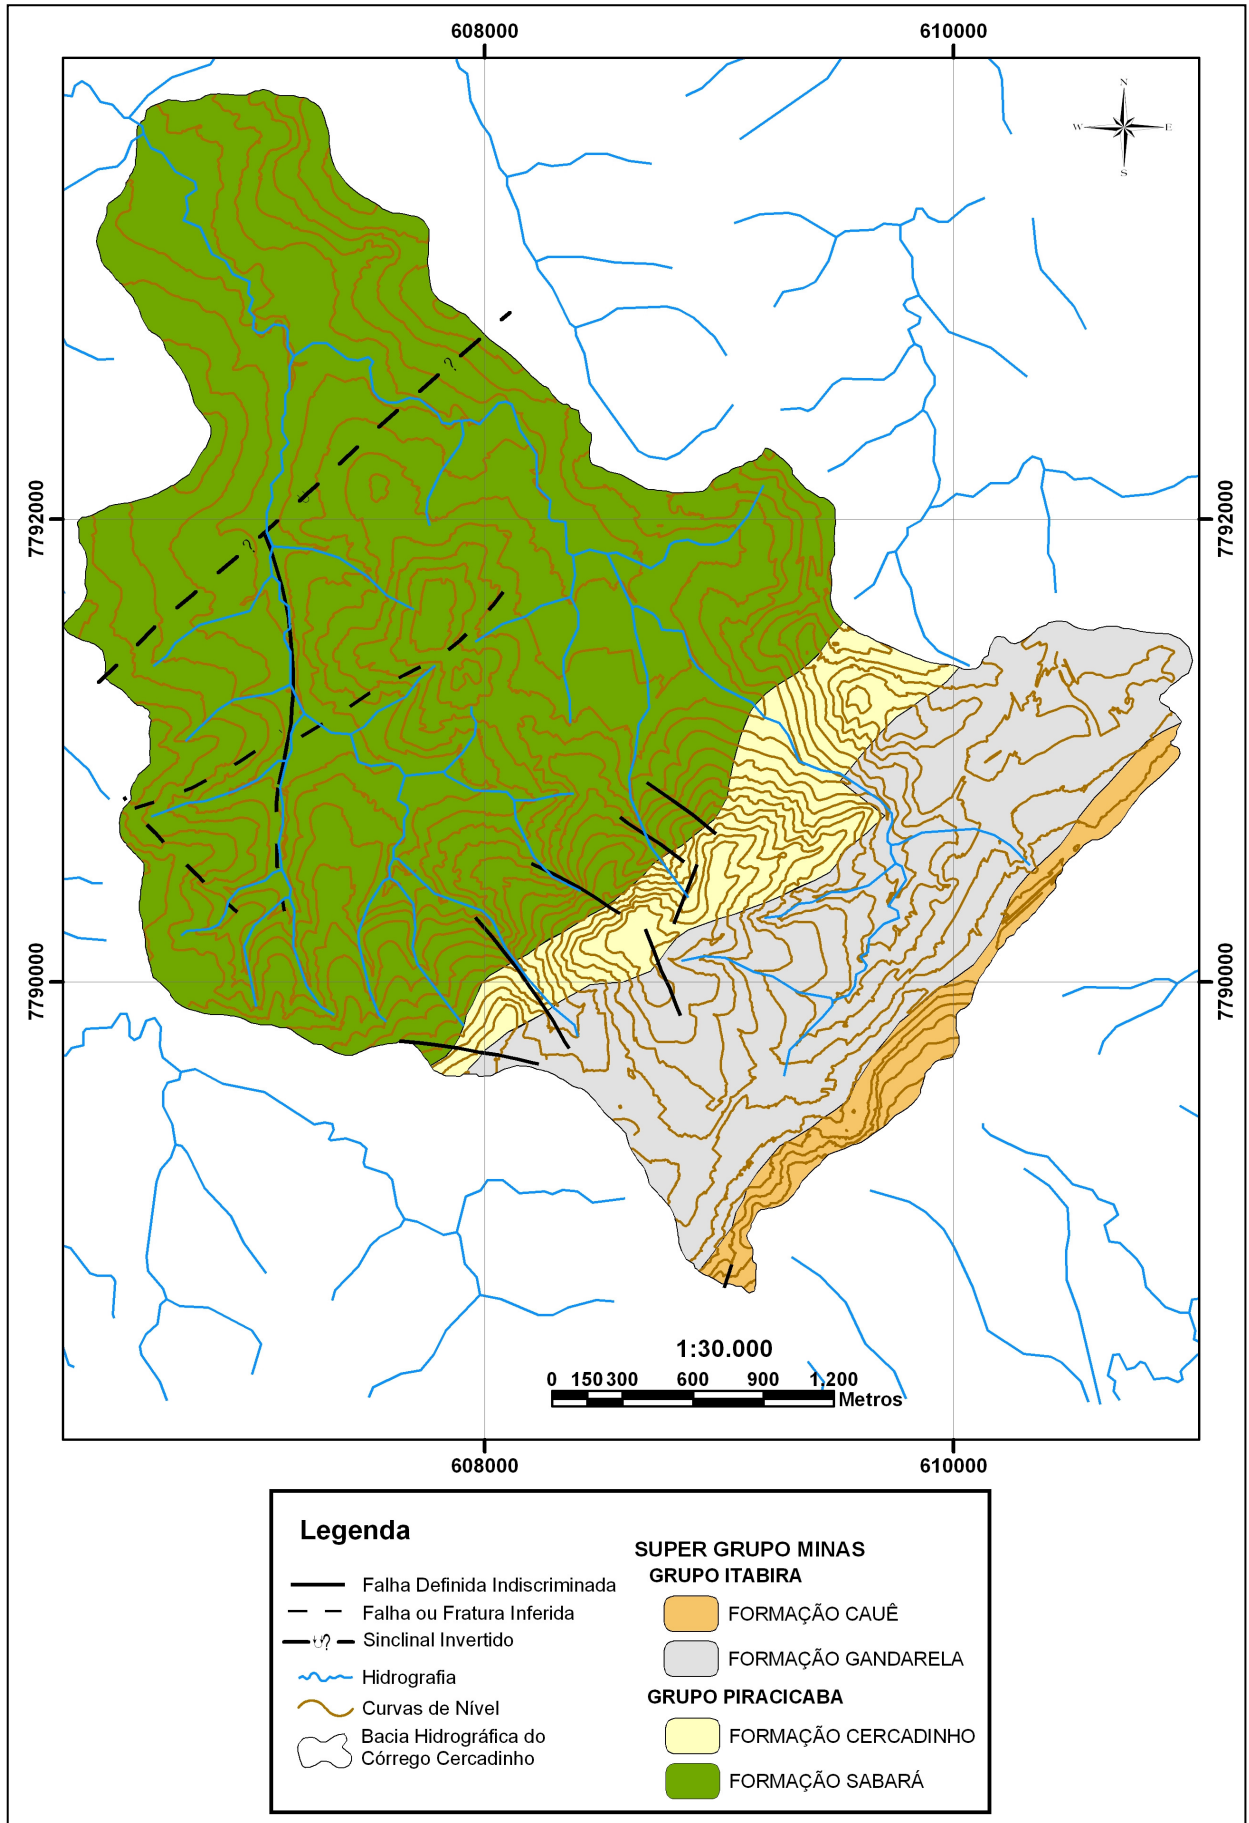 608000
610000
N
W
E
S
?
7792000
7792000
?
7790000
7790000
1:30.000
0 150 300 600 900 1.200
Metros
608000
610000
Legenda
Falha Definida Indiscriminada
Falha ou Fratura Inferida
?
Sinclinal Invertido
Hidrografia
Curvas de Nível
Bacia Hidrográfica do
Córrego Cercadinho
SUPER GRUPO MINAS
GRUPO ITABIRA
FORMAÇÃO CAUÊ
FORMAÇÃO GANDARELA
GRUPO PIRACICABA
FORMAÇÃO CERCADINHO
FORMAÇÃO SABARÁ